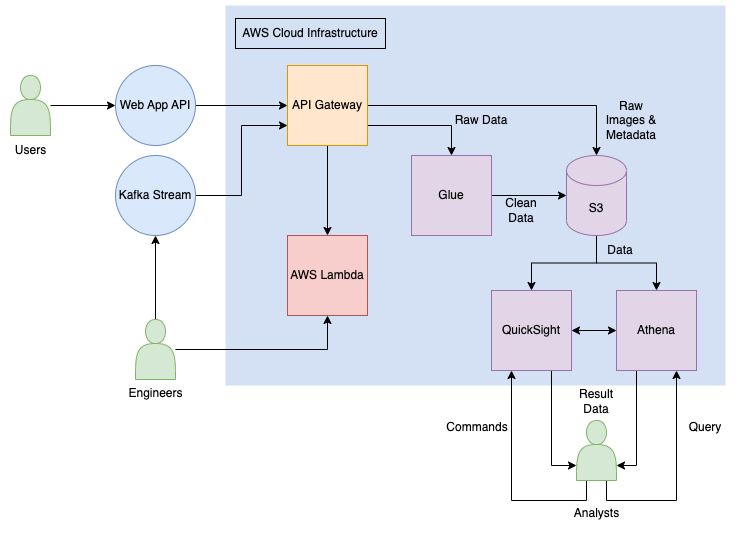 AWS Cloud Infrastructure
Web App API
API Gateway
Raw
Images &
Metadata
Raw Data
Users
Kafka Stream
Glue
Clean
Data
S3
Data
AWS Lambda
QuickSight
Athena
Engineers
Result
Data
Commands
Query
Analysts